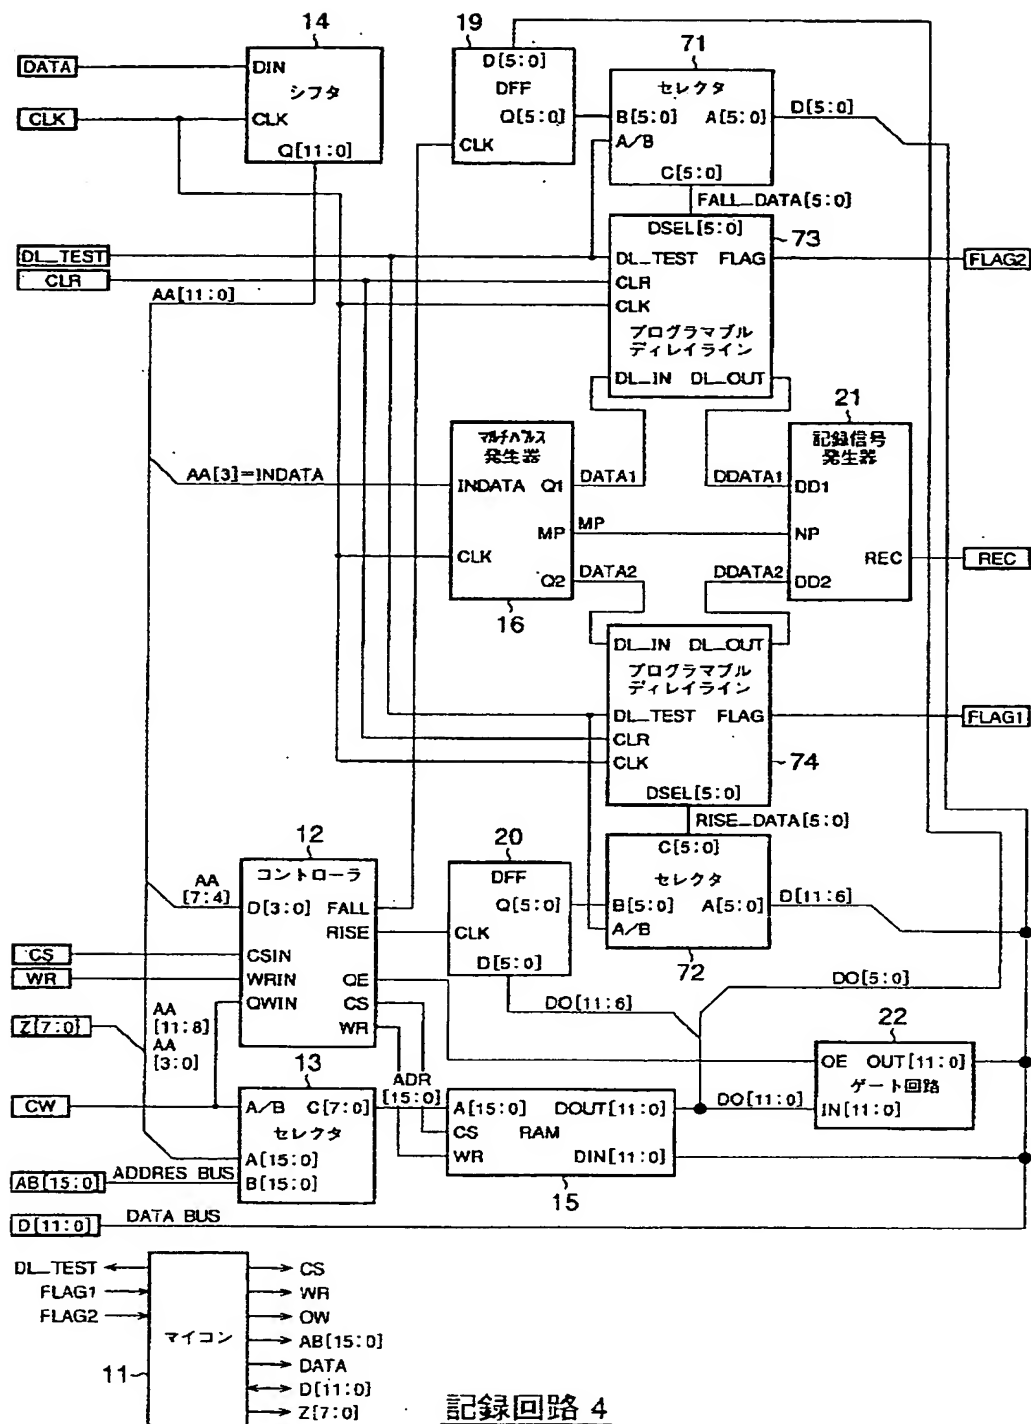 14
DATA
DIN
シフタ
CLK
CLK
Q[11:0]
19
D[5:0]
DFF
Q[5:0]
CLK
71
セレクタ
B[5:0] A[5:0]
A/B
C[5:0]
D[5:0]
FALL_DATA[5:0]
DSEL[5:0]
73
DL_TEST
CLR
DL_TEST FLAG
CLR
CLK
プログラマブル
ディレイライン
DL_IN DL_OUT
FLAG2
AA[11:0]
AA[3]=INDATA
マルチパルス
発生器
INDATA Q1
MP
CLK
Q2
16
DATA1
MP
DATA2
DDATA1
DDATA2
21
記録信号
発生器
DD1
NP
REC
DD2
REC
DL_IN DL_OUT
プログラマブル
ディレイライン
DL_TEST FLAG
CLR
CLK
DSEL[5:0]
74
FLAG1
RISE_DATA[5:0]
12
コントローラ
AA
[7:4]
D[3:0] FALL
RISE
CSIN
WRIN OE
QWIN CS
WR
20
DFF
Q[5:0]
CLK
D[5:0]
C[5:0]
セレクタ
B[5:0] A[5:0]
A/B
72
D[11:6]
CS
WR
Z[7:0]
AA
[11:8]
AA
[3:0]
CW
DO[11:6]
DO[5:0]
22
OE OUT[11:0]
ゲート回路
IN[11:0]
13
A/B C[7:0]
セレクタ
A[15:0]
B[15:0]
ADR
[15:0]
A[15:0] DOUT[11:0]
CS RAM
WR DIN[11:0]
15
DO[11:0]
AB[15:0]
ADDRES BUS
D[11:0]
DATA BUS
DL_TEST
FLAG1
FLAG2
マイコン
11
CS
WR
OW
AB[15:0]
DATA
D[11:0]
Z[7:0]
記録回路 4